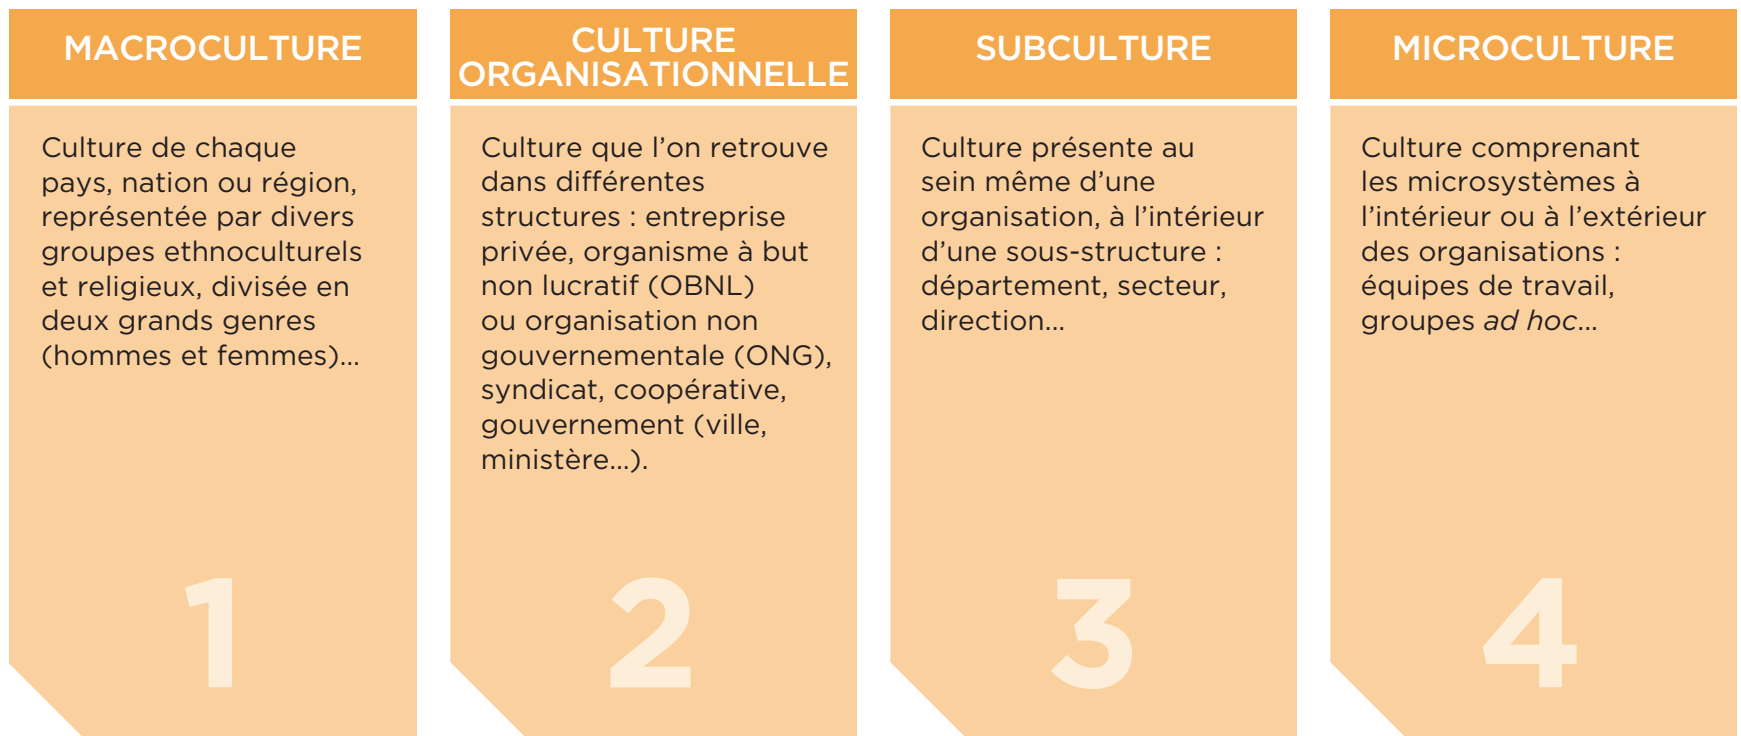 MACROCULTURE
Culture de chaque
pays, nation ou région,
représentée par divers
groupes ethnoculturels
et religieux, divisée en
deux grands genres
(hommes et femmes)...
1
CULTURE
ORGANISATIONNELLE
Culture que l’on retrouve
dans différentes
structures : entreprise
privée, organisme à but
non lucratif (OBNL)
ou organisation non
gouvernementale (ONG),
syndicat, coopérative,
gouvernement (ville,
ministère...).
2
SUBCULTURE
Culture présente au
sein même d’une
organisation, à l’intérieur
d’une sous-structure :
département, secteur,
direction...
3
MICROCULTURE
Culture comprenant
les microsystèmes à
l’intérieur ou à l’extérieur
des organisations :
équipes de travail,
groupes ad hoc...
4